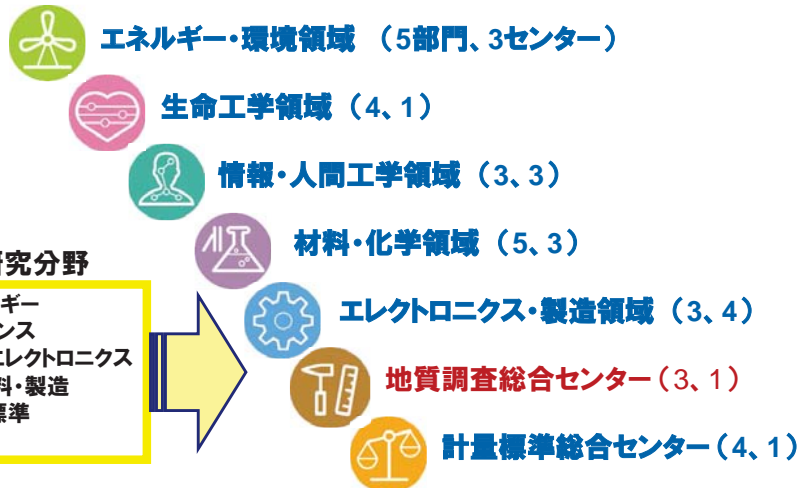 エネルギー・環境領域 （5部門、3センター）
生命工学領域（4、1）
情報・人間工学領域（3、3）
材料・化学領域（5、3）
エレクトロニクス・製造領域（3、4）
地質調査総合センター（3、1）
計量標準総合センター（4、1）
研究分野
ギー
ンス
エレクトロニクス
料・製造
標準